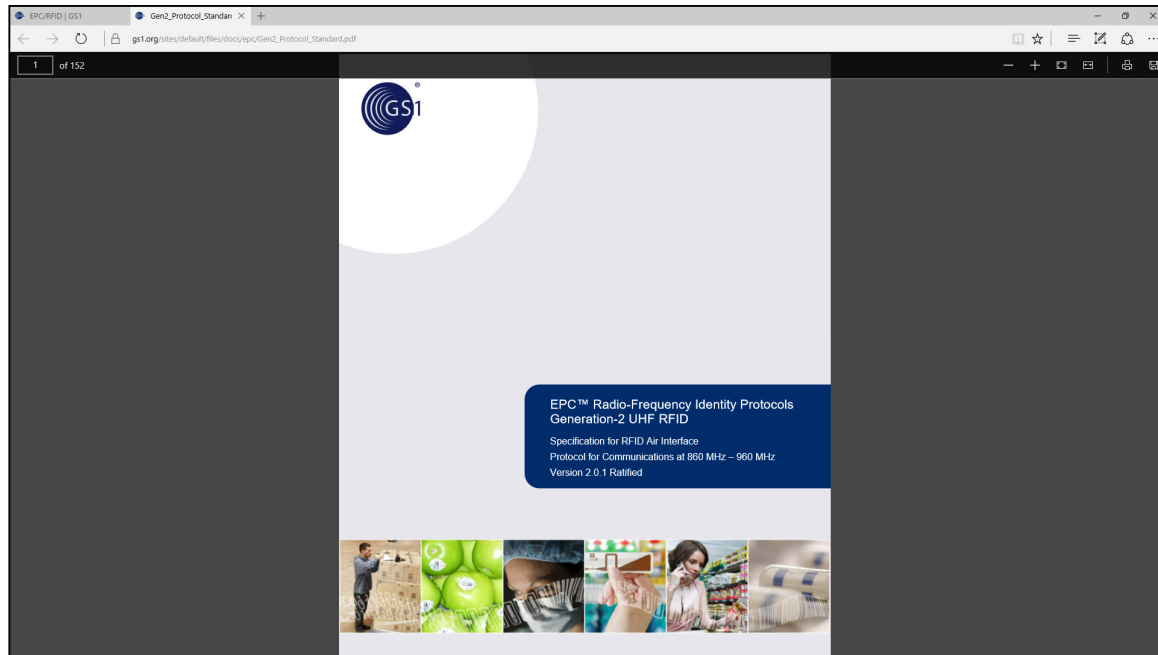 EPC/RFID | GS1
Gen2_Protocol_Standar
gs1.org/sites/default/files/docs/epc/Gen2_Protocol_Standard.pdf
1 of 152
GS1®
EPC™ Radio-Frequency Identity Protocols
Generation-2 UHF RFID
Specification for RFID Air Interface
Protocol for Communications at 860 MHz – 960 MHz
Version 2.0.1 Ratified